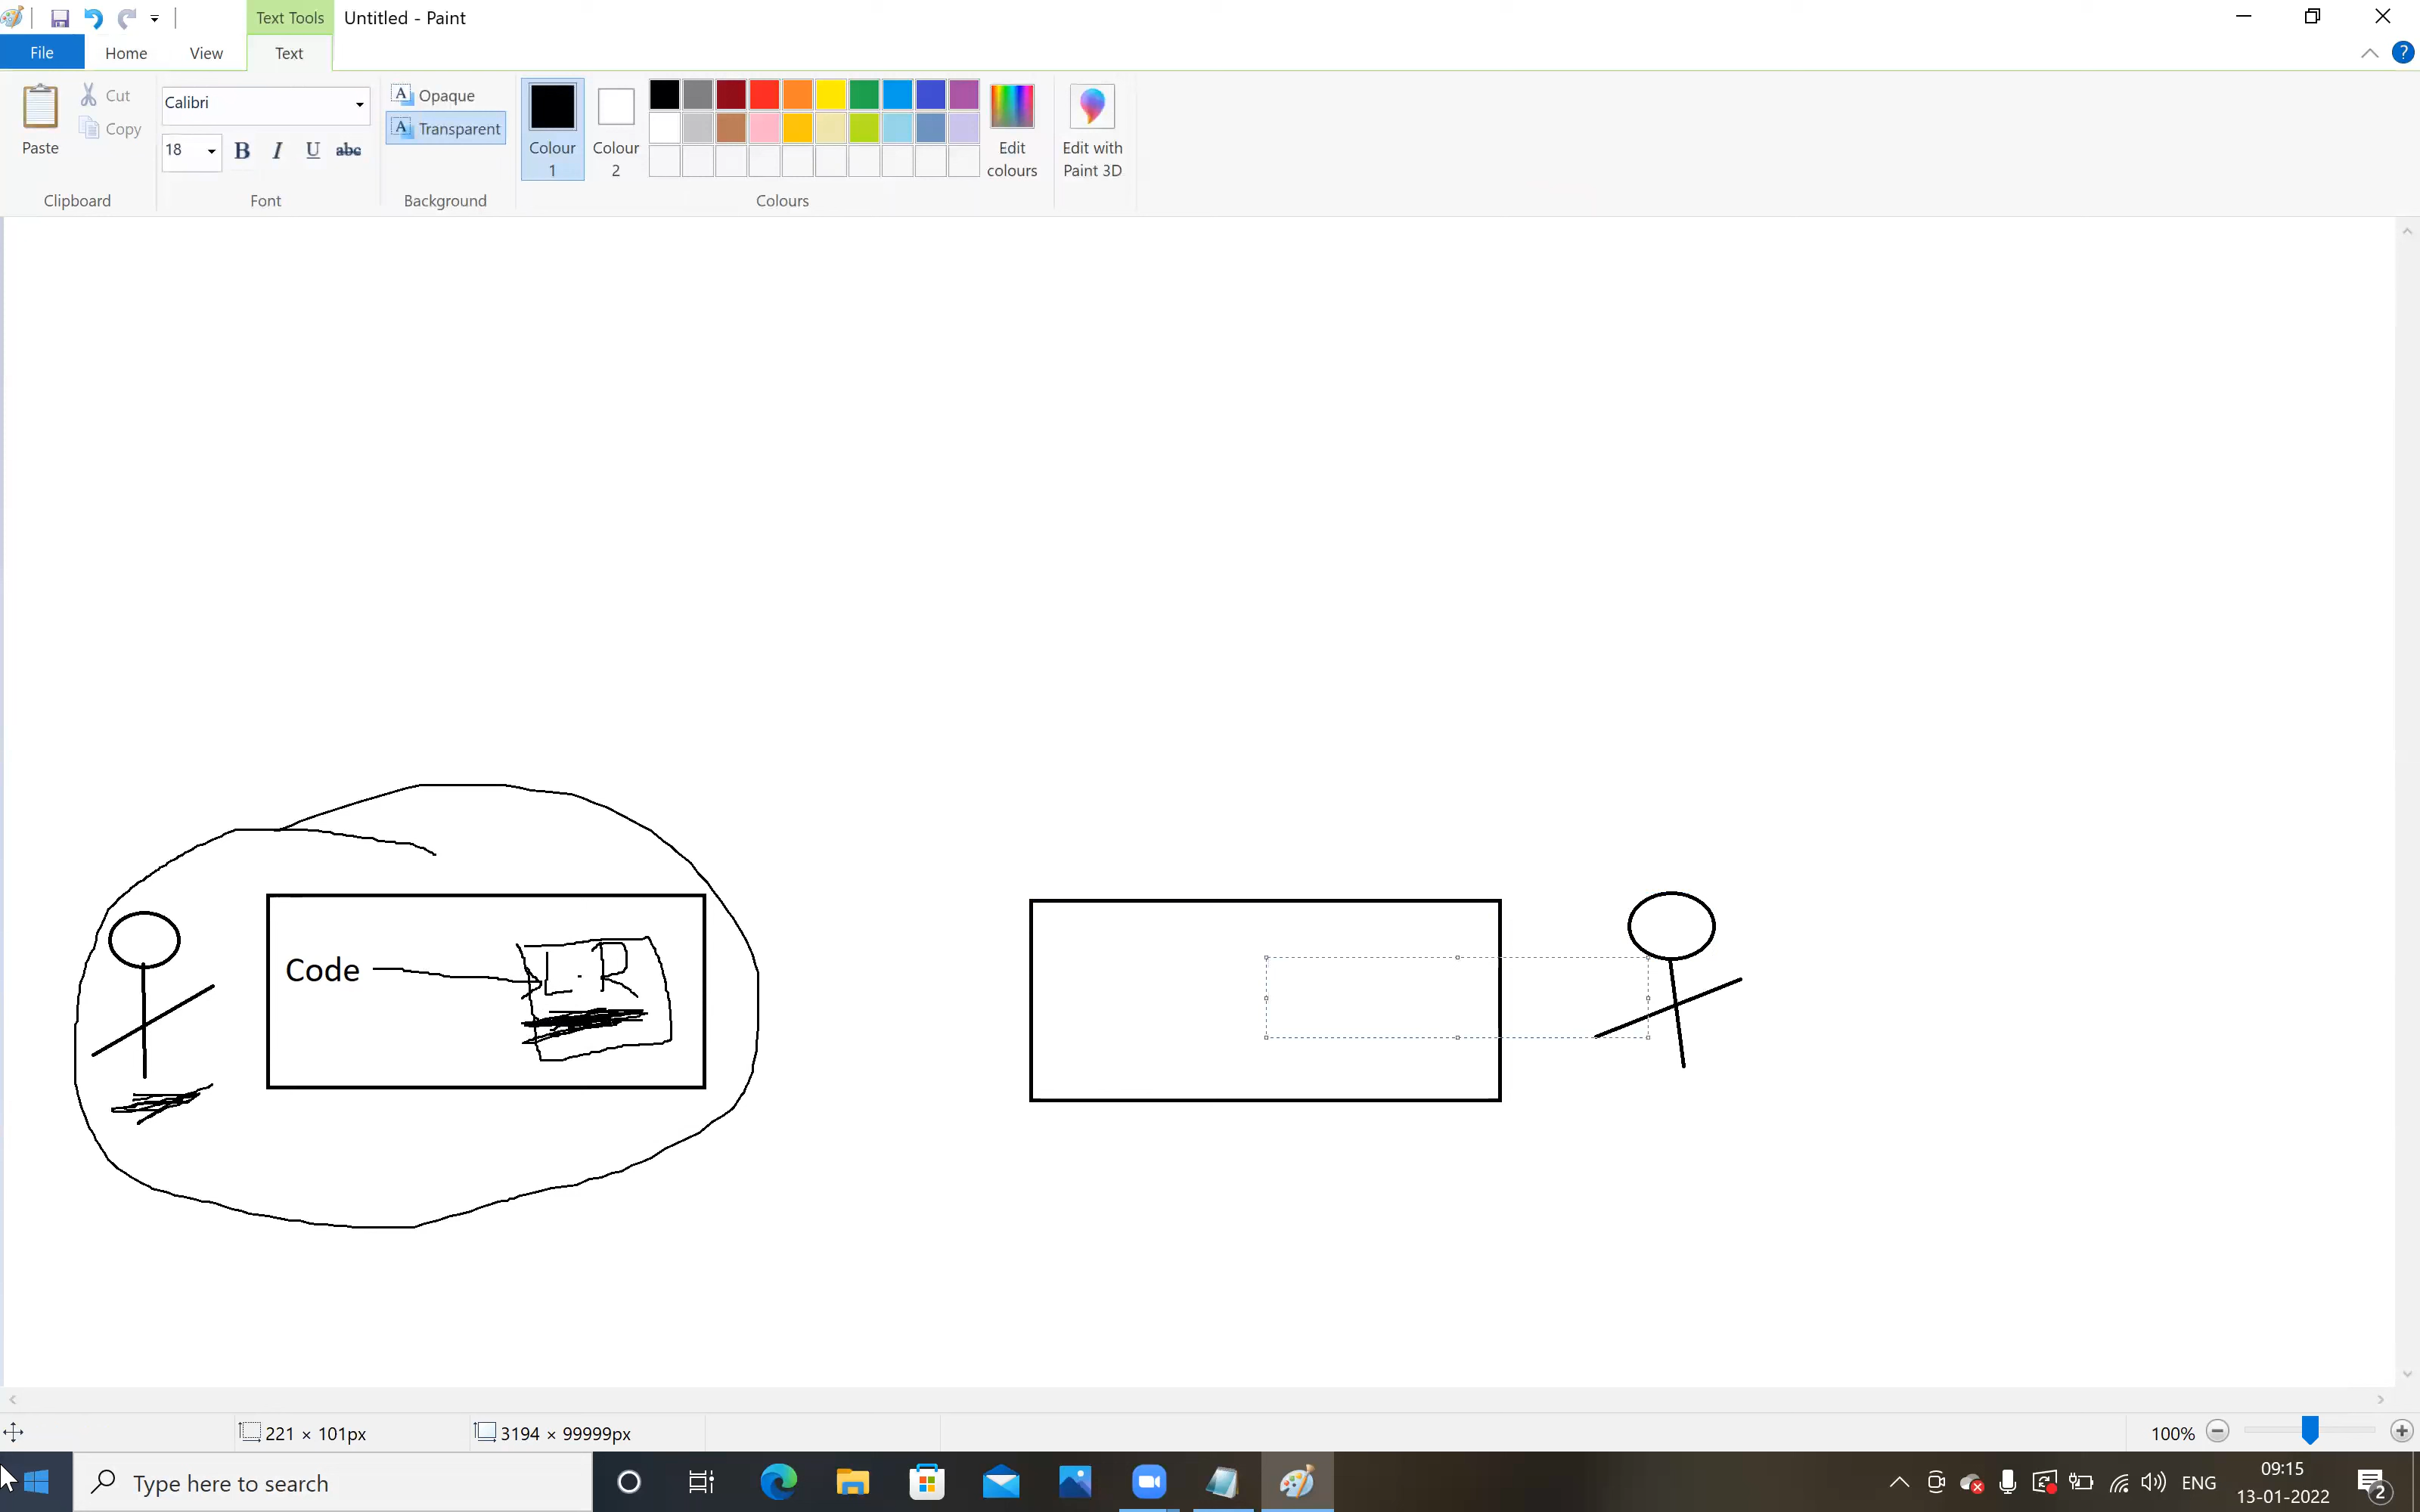 Text Tools Untitled - Paint
File Home View Text
Paste
Cut
Copy
Clipboard
Calibri
18 B I U abc
Font
Opaque
Transparent
Background
Colour 1
Colour 2
Edit colours
Colours
Edit with Paint 3D
Code L.R
221 × 101px 3194 × 99999px 100%
Type here to search
ENG 09:15
13-01-2022 2